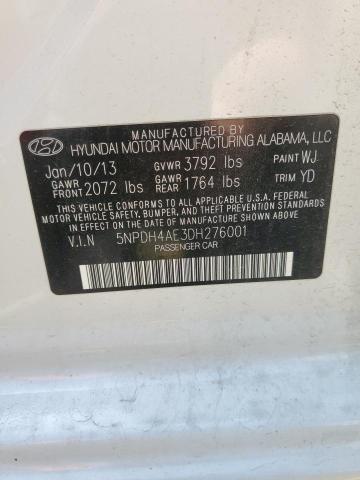 MANUFACTURED BY
HYUNDAI MOTOR MANUFACTURING ALABAMA, LLC
Jan/10/13 GVWR 3792 lbs PAINT WJ
GAWR FRONT 2072 lbs GAWR REAR 1764 lbs TRIM YD
THIS VEHICLE CONFORMS TO ALL APPLICABLE U.S. FEDERAL
MOTOR VEHICLE SAFETY, BUMPER, AND THEFT PREVENTION
STANDARDS IN EFFECT ON THE DATE OF MANUFACTURE SHOWN ABOVE.
V.I.N 5NPDH4AE3DH276001
PASSENGER CAR